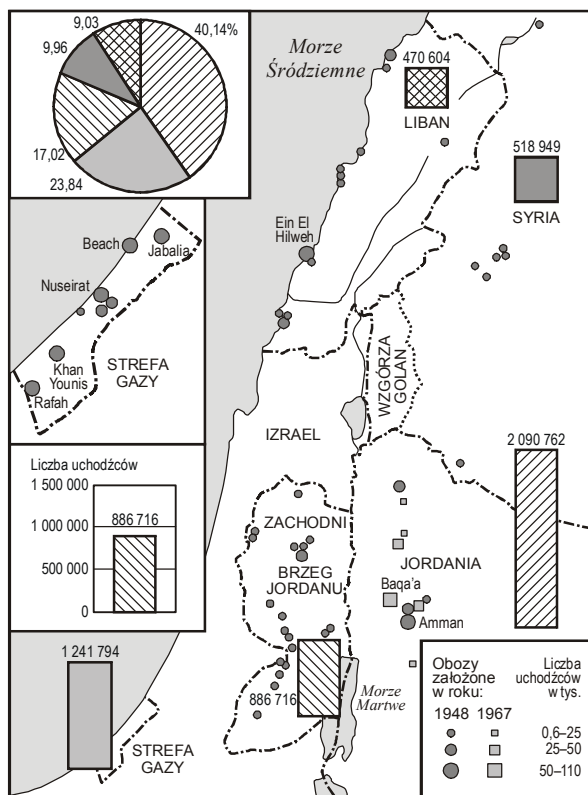 9,03
40,14%
9,96
17,02
23,84
Morze
Śródziemne
470 604
LIBAN
518 949
SYRIA
Beach
Jabalia
Nuseirat
Khan
Younis
Rafah
STREFA
GAZY
Ein El
Hilweh
WZGÓRZA
GOLAN
IZRAEL
2 090 762
Liczba uchodźców
1 500 000
1 000 000
500 000
0
886 716
ZACHODNI
BRZEG
JORDANU
JORDANIA
Baqa'a
Amman
1 241 794
STREFA
GAZY
886 716
Morze
Martwe
Obozy
założone
w roku:
Liczba
uchodźców
w tys.
1948 1967
0,6–25
25–50
50–110